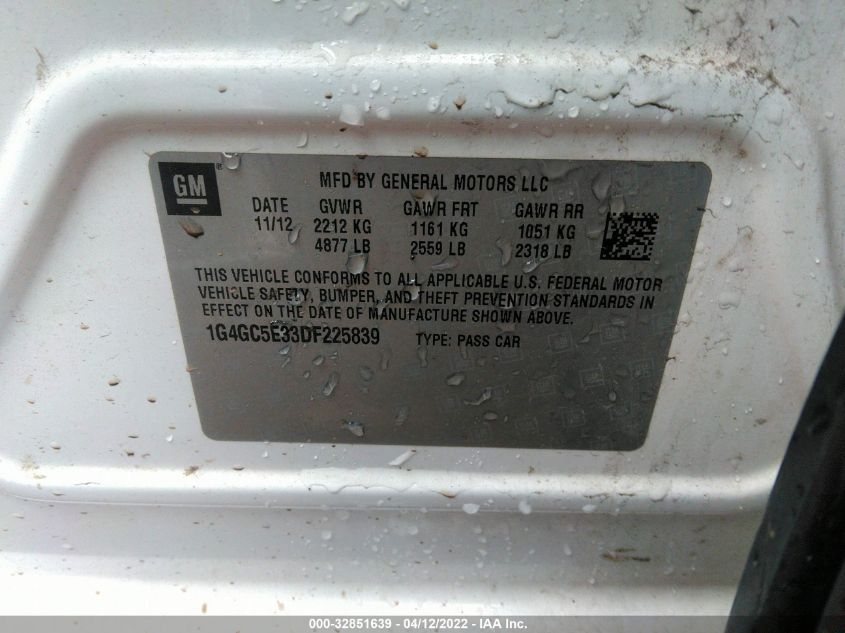 GM ®
MFD BY GENERAL MOTORS LLC
DATE GVWR GAWR FRT GAWR RR
11/12 2212 KG 1161 KG 1051 KG
4877 LB 2559 LB 2318 LB
THIS VEHICLE CONFORMS TO ALL APPLICABLE U.S. FEDERAL MOTOR
VEHICLE SAFETY, BUMPER, AND THEFT PREVENTION STANDARDS IN
EFFECT ON THE DATE OF MANUFACTURE SHOWN ABOVE.
1G4GC5E33DF225839 TYPE: PASS CAR
000-32851639 - 04/12/2022 - IAA Inc.